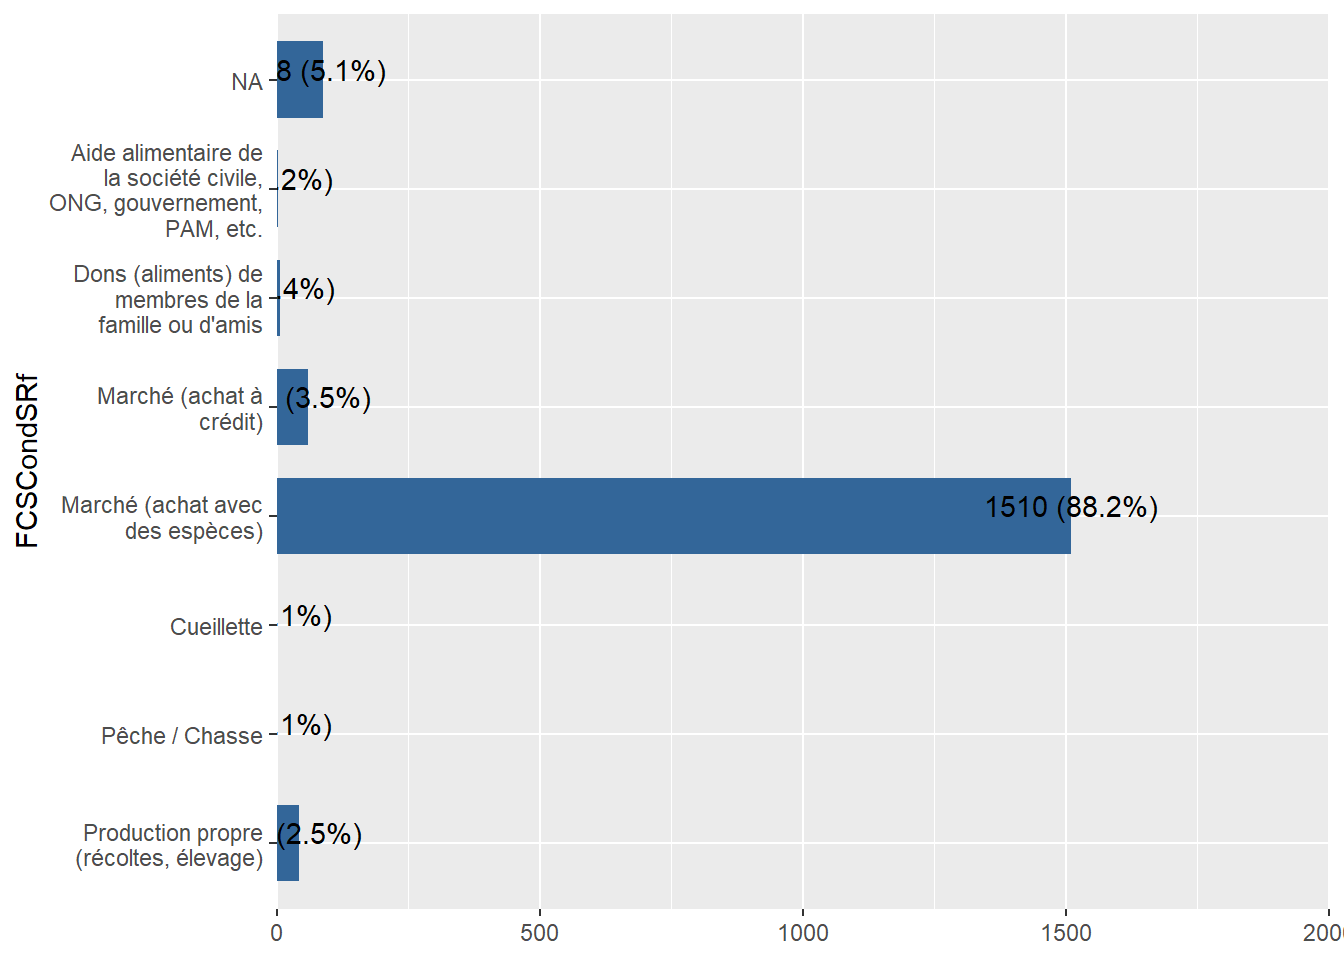 NA
8 (5.1%)
Aide alimentaire de
la société civile,
ONG, gouvernement,
PAM, etc.
2%)
Dons (aliments) de
membres de la
famille ou d'amis
.4%)
Marché (achat à
crédit)
(3.5%)
Marché (achat avec
des espèces)
1510 (88.2%)
Cueillette
1%)
Pêche / Chasse
1%)
Production propre
(récoltes, élevage)
(2.5%)
FCSCondSRf
0 500 1000 1500 200